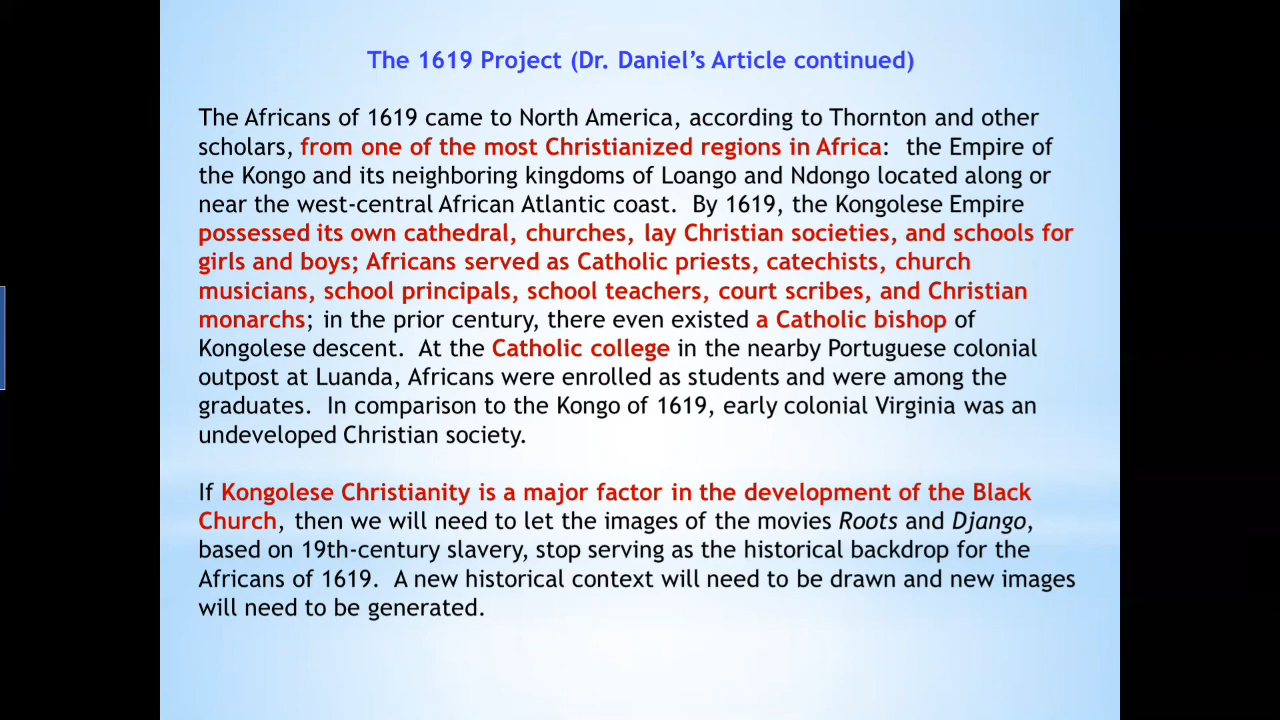 The 1619 Project (Dr. Daniel’s Article continued)
The Africans of 1619 came to North America, according to Thornton and other
scholars, from one of the most Christianized regions in Africa:  the Empire of
the Kongo and its neighboring kingdoms of Loango and Ndongo located along or
near the west-central African Atlantic coast.  By 1619, the Kongolese Empire
possessed its own cathedral, churches, lay Christian societies, and schools for
girls and boys; Africans served as Catholic priests, catechists, church
musicians, school principals, school teachers, court scribes, and Christian
monarchs; in the prior century, there even existed a Catholic bishop of
Kongolese descent.  At the Catholic college in the nearby Portuguese colonial
outpost at Luanda, Africans were enrolled as students and were among the
graduates.  In comparison to the Kongo of 1619, early colonial Virginia was an
undeveloped Christian society.
If Kongolese Christianity is a major factor in the development of the Black
Church, then we will need to let the images of the movies Roots and Django,
based on 19th-century slavery, stop serving as the historical backdrop for the
Africans of 1619.  A new historical context will need to be drawn and new images
will need to be generated.